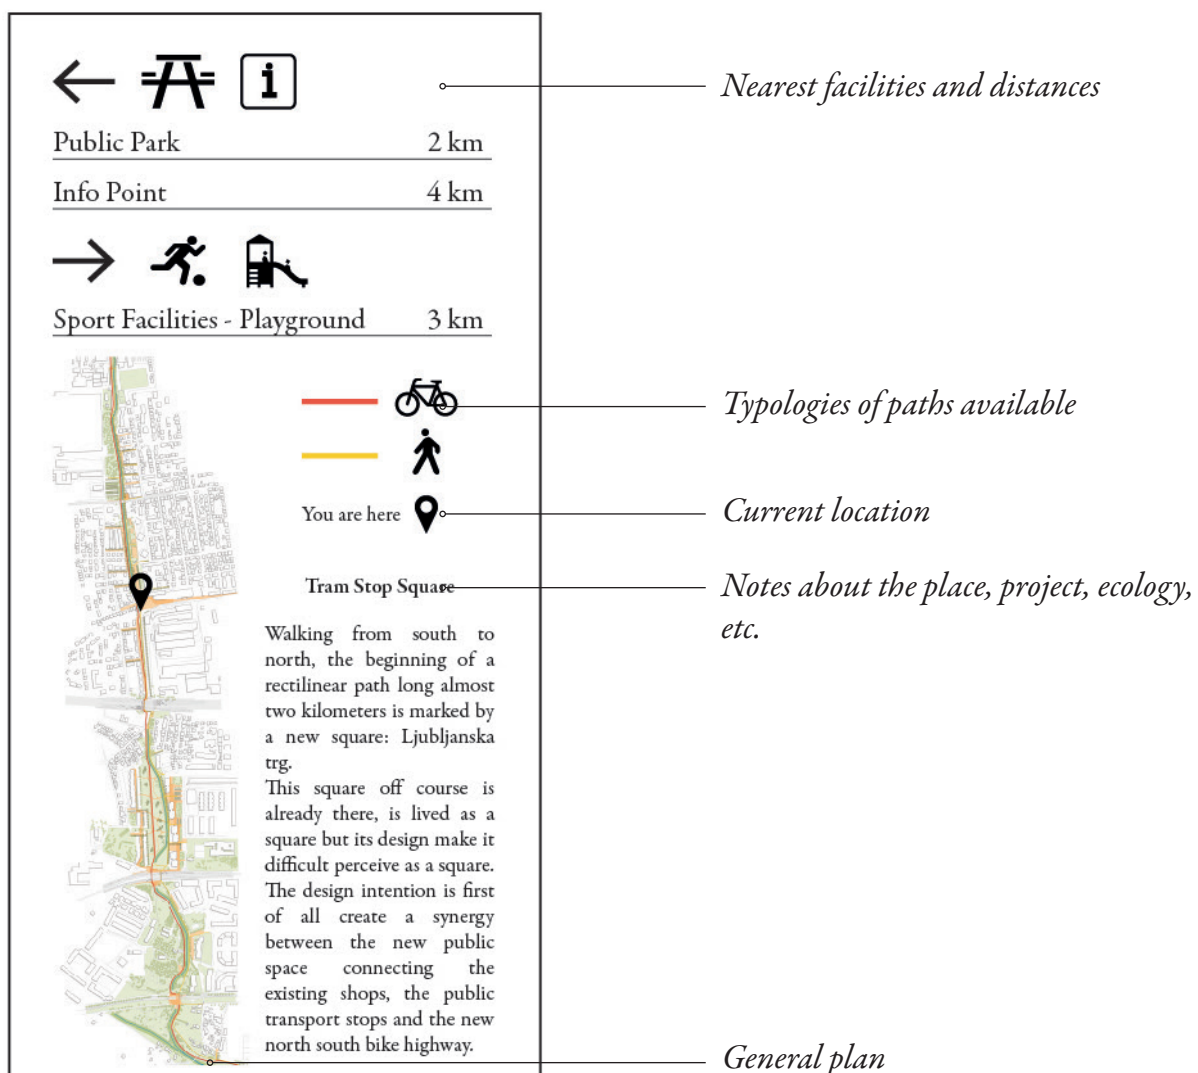 i
Nearest facilities and distances
Public Park 2 km
Info Point 4 km
Sport Facilities - Playground 3 km
Typologies of paths available
You are here
Current location
Tram Stop Square
Notes about the place, project, ecology,
etc.
Walking from south to
north, the beginning of a
rectilinear path long almost
two kilometers is marked by
a new square: Ljubljanska
trg.
This square off course is
already there, is lived as a
square but its design make it
difficult perceive as a square.
The design intention is first
of all create a synergy
between the new public
space connecting the
existing shops, the public
transport stops and the new
north south bike highway.
General plan